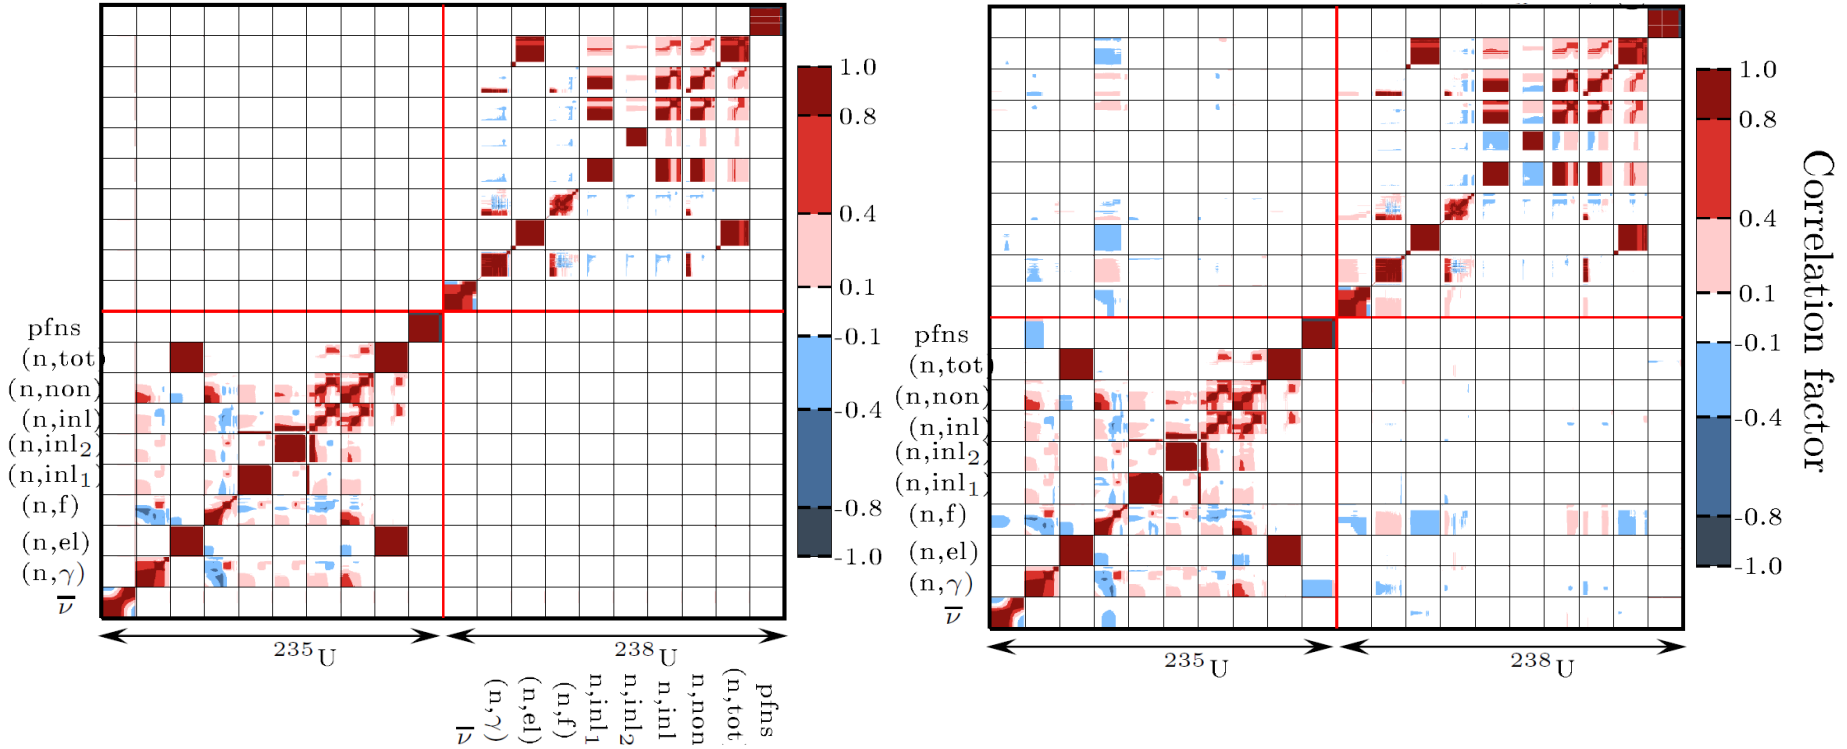 1.0
0.8
0.4
0.1
-0.1
-0.4
-0.8
-1.0
pfns
(n,tot)
(n,non)
(n,inl)
(n,inl2)
(n,inl1)
(n,f)
(n,el)
(n,γ)
ν̅
235U
238U
ν̅
(n,γ)
(n,el)
(n,f)
n,inl1
n,inl2
n,inl
n,non
(n,tot)
pfns
1.0
0.8
0.4
0.1
-0.1
-0.4
-0.8
-1.0
Correlation factor
pfns
(n,tot)
(n,non)
(n,inl)
(n,inl2)
(n,inl1)
(n,f)
(n,el)
(n,γ)
ν̅
235U
238U